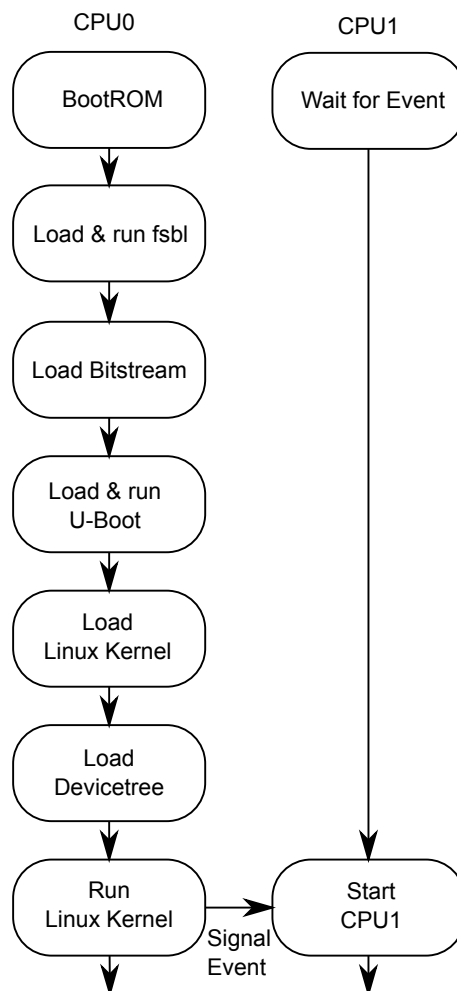 CPU0
CPU1
BootROM
Wait for Event
Load & run fsbl
Load Bitstream
Load & run
U-Boot
Load
Linux Kernel
Load
Devicetree
Run
Linux Kernel
Signal
Event
Start
CPU1